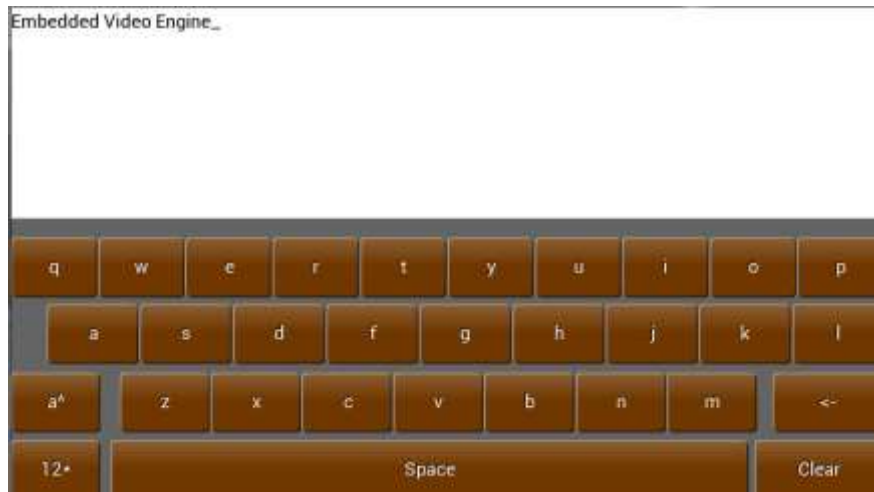 Embedded Video Engine_
q w e r t y u i o p
a s d f g h j k l
a^ z x c v b n m <-
12* Space Clear